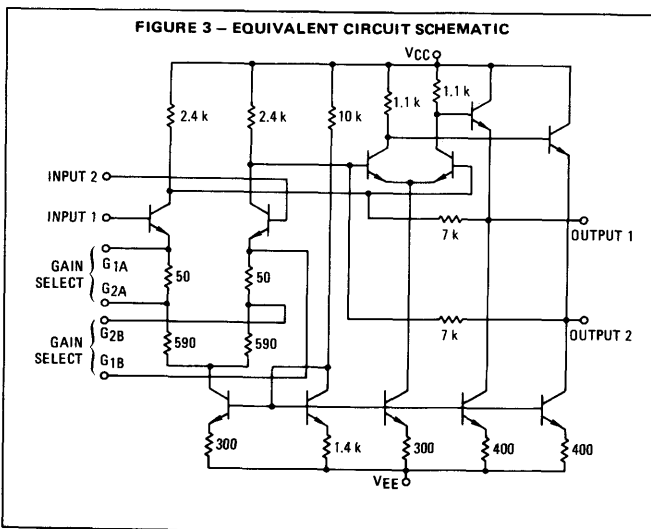 FIGURE 3 – EQUIVALENT CIRCUIT SCHEMATIC
VCC
2.4 k
2.4 k
10 k
1.1 k
1.1 k
INPUT 2
INPUT 1
7 k
OUTPUT 1
GAIN SELECT
G1A
G2A
50
50
7 k
OUTPUT 2
GAIN SELECT
G2B
G1B
590
590
300
1.4 k
300
400
400
VEE